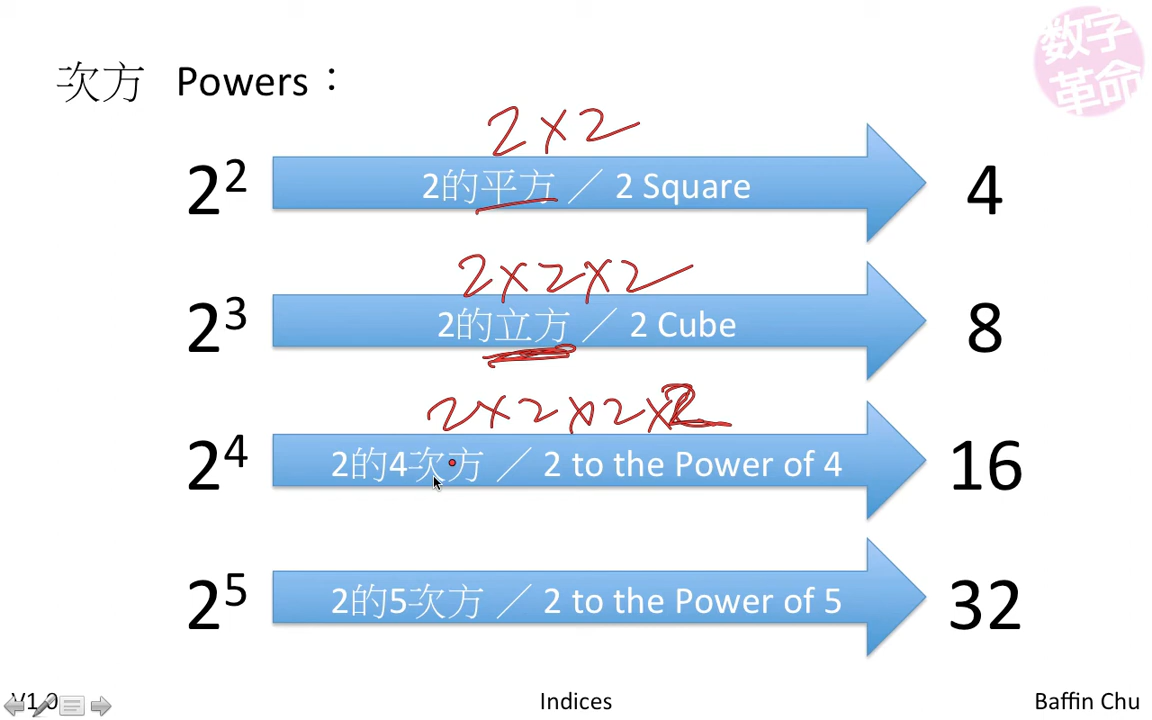 数字
革命
次方 Powers：
2×2
2² 2的平方／2 Square 4
2×2×2
2³ 2的立方／2 Cube 8
2×2×2×2
2⁴ 2的4次方／2 to the Power of 4 16
2⁵ 2的5次方／2 to the Power of 5 32
V1.0 Indices Baffin Chu